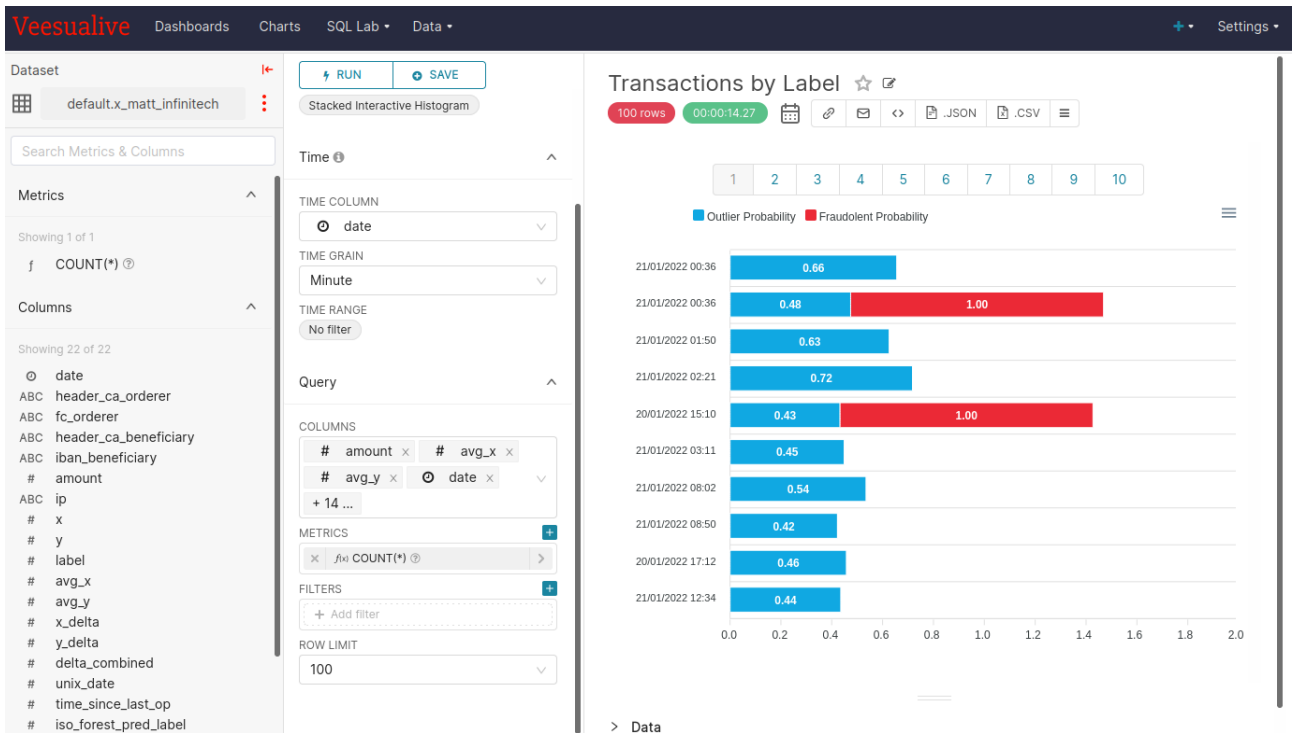 Veesualive Dashboards Charts SQL Lab Data Settings
Dataset
default.x_matt_infinitech
Search Metrics & Columns
Metrics
Showing 1 of 1
ƒ COUNT(*)
Columns
Showing 22 of 22
date
ABC header_ca_orderer
ABC fc_orderer
ABC header_ca_beneficiary
ABC iban_beneficiary
# amount
ABC ip
# x
# y
# label
# avg_x
# avg_y
# x_delta
# y_delta
# delta_combined
# unix_date
# time_since_last_op
# iso_forest_pred_label
RUN SAVE
Stacked Interactive Histogram
Time
TIME COLUMN
date
TIME GRAIN
Minute
TIME RANGE
No filter
Query
COLUMNS
# amount × # avg_x ×
# avg_y × date ×
+ 14 ...
METRICS +
× ƒ(x) COUNT(*) >
FILTERS +
+ Add filter
ROW LIMIT
100
Transactions by Label
100 rows 00:00:14.27 <> .JSON .CSV
1 2 3 4 5 6 7 8 9 10
Outlier Probability Fraudolent Probability
21/01/2022 00:36 0.66
21/01/2022 00:36 0.48 1.00
21/01/2022 01:50 0.63
21/01/2022 02:21 0.72
20/01/2022 15:10 0.43 1.00
21/01/2022 03:11 0.45
21/01/2022 08:02 0.54
21/01/2022 08:50 0.42
20/01/2022 17:12 0.46
21/01/2022 12:34 0.44
0.0 0.2 0.4 0.6 0.8 1.0 1.2 1.4 1.6 1.8 2.0
> Data